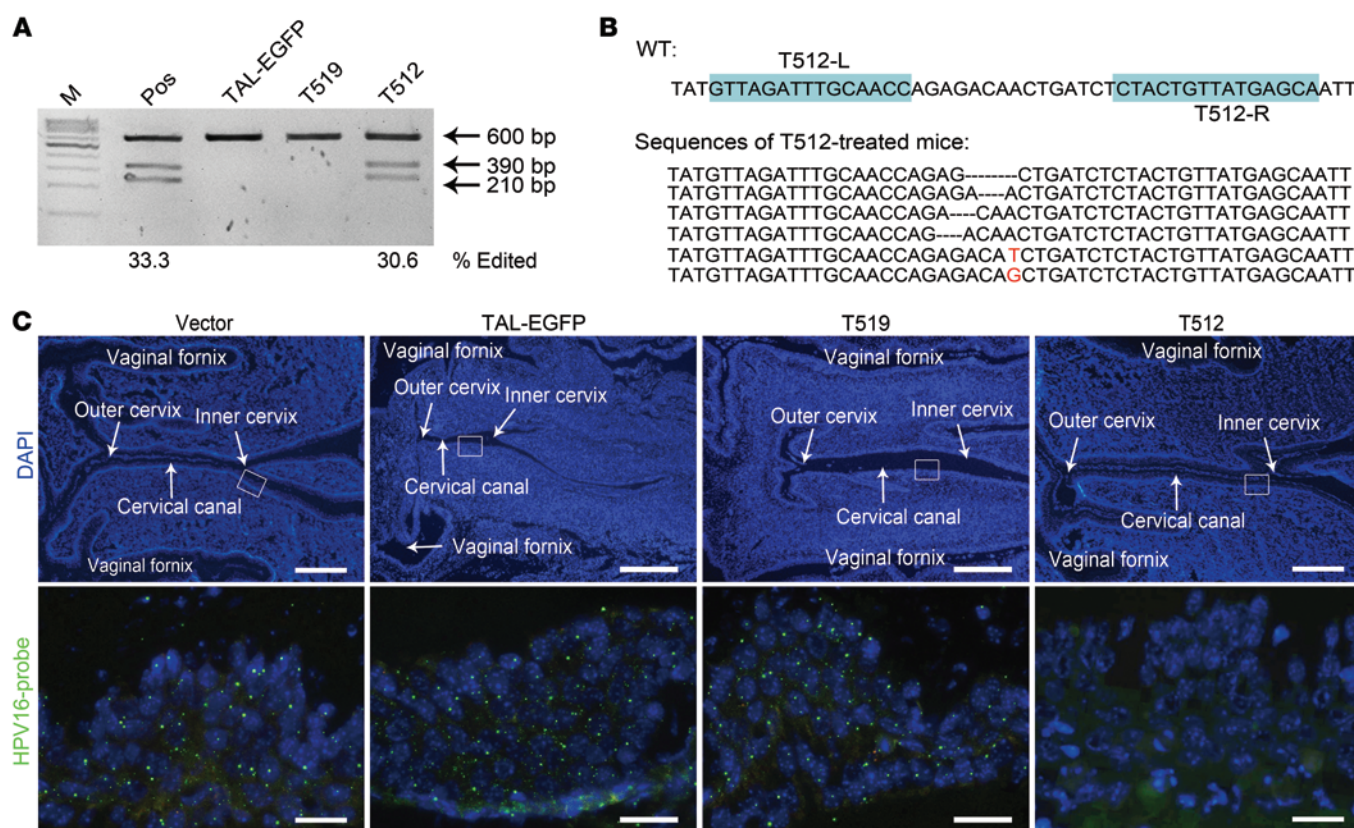 A
M
Pos
TAL-EGFP
T519
T512
600 bp
390 bp
210 bp
33.3
30.6
% Edited
B
WT:
T512-L
TATGTTAGATTTGCAACCAGAGACAACTGATCTCTACTGTTATGAGCAATT
T512-R
Sequences of T512-treated mice:
TATGTTAGATTTGCAACCAGAG--------CTGATCTCTACTGTTATGAGCAATT
TATGTTAGATTTGCAACCAGAGA----ACTGATCTCTACTGTTATGAGCAATT
TATGTTAGATTTGCAACCAGA----CAACTGATCTCTACTGTTATGAGCAATT
TATGTTAGATTTGCAACCAG----ACAACTGATCTCTACTGTTATGAGCAATT
TATGTTAGATTTGCAACCAGAGACATCTGATCTCTACTGTTATGAGCAATT
TATGTTAGATTTGCAACCAGAGACAGCTGATCTCTACTGTTATGAGCAATT
C
Vector
TAL-EGFP
T519
T512
DAPI
Vaginal fornix
Outer cervix
Inner cervix
Cervical canal
Vaginal fornix
Vaginal fornix
Outer cervix
Inner cervix
Cervical canal
Vaginal fornix
Vaginal fornix
Outer cervix
Inner cervix
Cervical canal
Vaginal fornix
Vaginal fornix
Outer cervix
Inner cervix
Cervical canal
Vaginal fornix
HPV16-probe